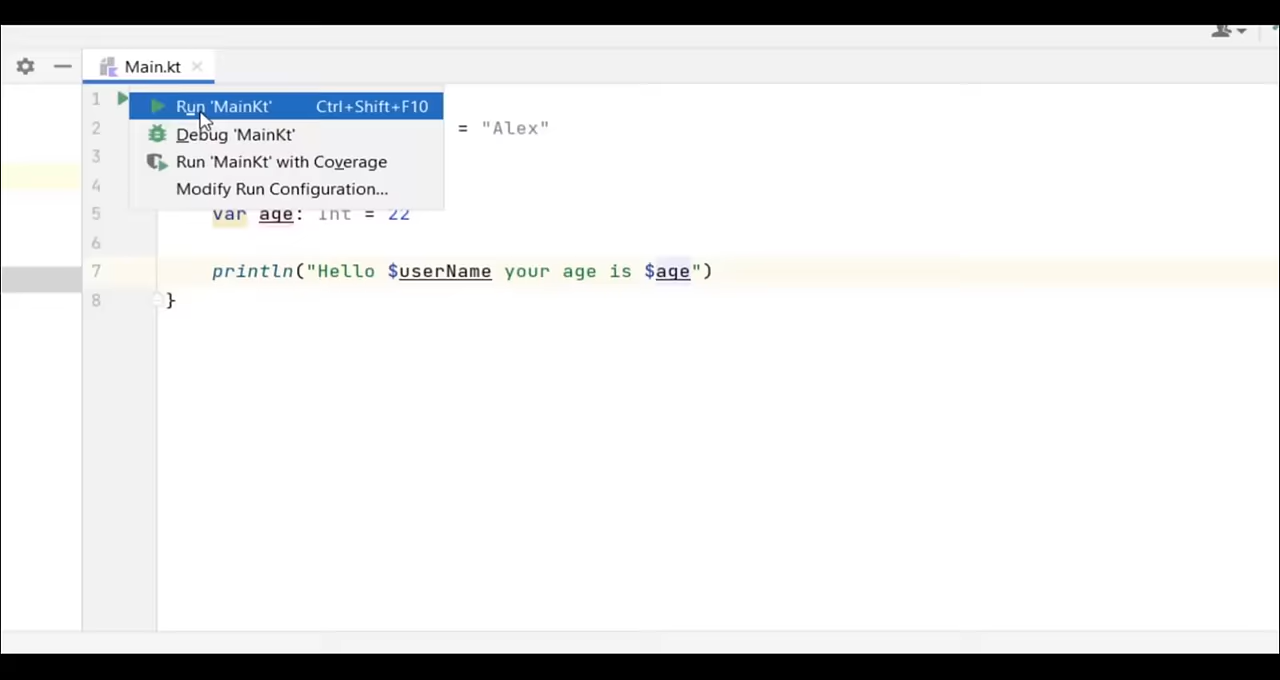 Main.kt
1
Run 'MainKt' Ctrl+Shift+F10
2 = "Alex"
Debug 'MainKt'
3
Run 'MainKt' with Coverage
4
Modify Run Configuration...
5 var age: Int = 22
6
7 println("Hello $userName your age is $age")
8 }